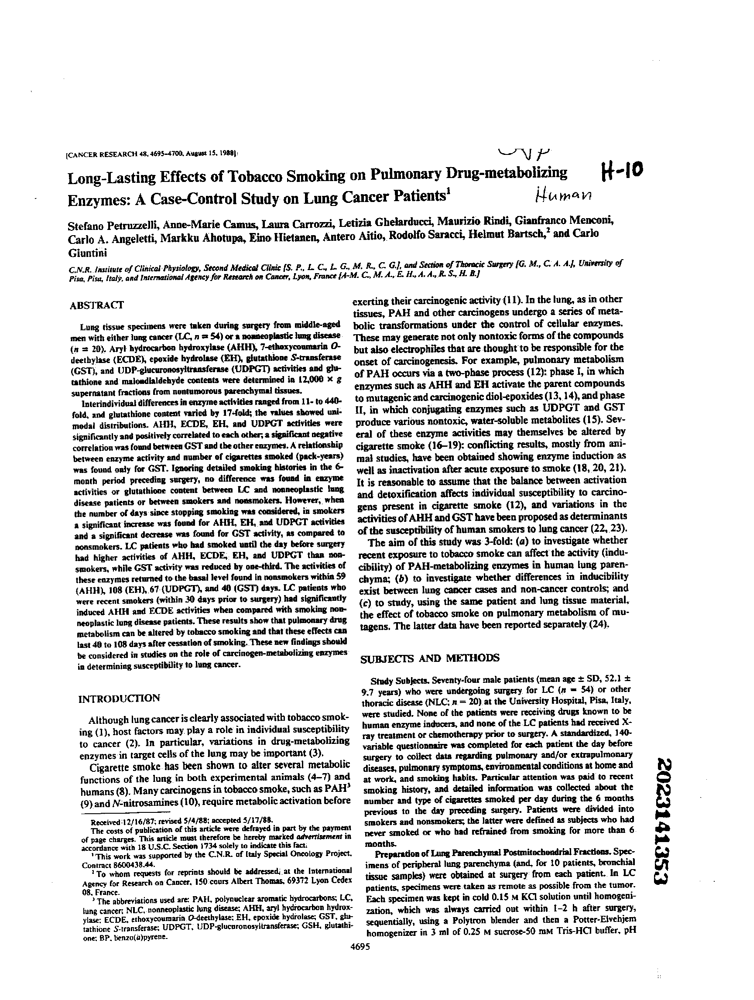 [CANCER RESEARCH 48, 4695-4700, August 15, 1988]
H-10
Long-Lasting Effects of Tobacco Smoking on Pulmonary Drug-metabolizing
Enzymes: A Case-Control Study on Lung Cancer Patients¹
Human
Stefano Petruzzelli, Anne-Marie Camus, Laura Carrozzi, Letizia Ghelarducci, Maurizio Rindi, Gianfranco Menconi,
Carlo A. Angeletti, Markku Ahotupa, Eino Hietanen, Antero Aitio, Rodolfo Saracci, Helmut Bartsch,² and Carlo
Giuntini
C.N.R. Institute of Clinical Physiology, Second Medical Clinic [S. P., L. C., L. G., M. R., C. G.], and Section of Thoracic Surgery [G. M., C. A. A.], University of
Pisa, Pisa, Italy, and International Agency for Research on Cancer, Lyon, France [A-M. C., M. A., E. H., A. A., R. S., H. B.]
ABSTRACT
Lung tissue specimens were taken during surgery from middle-aged
men with either lung cancer (LC, n = 54) or a nonneoplastic lung disease
(n = 20). Aryl hydrocarbon hydroxylase (AHH), 7-ethoxycoumarin O-
deethylase (ECDE), epoxide hydrolase (EH), glutathione S-transferase
(GST), and UDP-glucuronosyltransferase (UDPGT) activities and glu-
tathione and malondialdehyde contents were determined in 12,000 × g
supernatant fractions from nontumorous parenchymal tissues.
Interindividual differences in enzyme activities ranged from 11- to 440-
fold, and glutathione content varied by 17-fold; the values showed uni-
modal distributions. AHH, ECDE, EH, and UDPGT activities were
significantly and positively correlated to each other; a significant negative
correlation was found between GST and the other enzymes. A relationship
between enzyme activity and number of cigarettes smoked (pack-years)
was found only for GST. Ignoring detailed smoking histories in the 6-
month period preceding surgery, no difference was found in enzyme
activities or glutathione content between LC and nonneoplastic lung
disease patients or between smokers and nonsmokers. However, when
the number of days since stopping smoking was considered, in smokers
a significant increase was found for AHH, EH, and UDPGT activities
and a significant decrease was found for GST activity, as compared to
nonsmokers. LC patients who had smoked until the day before surgery
had higher activities of AHH, ECDE, EH, and UDPGT than non-
smokers, while GST activity was reduced by one-third. The activities of
these enzymes returned to the basal level found in nonsmokers within 59
(AHH), 108 (EH), 67 (UDPGT), and 40 (GST) days. LC patients who
were recent smokers (within 30 days prior to surgery) had significantly
induced AHH and ECDE activities when compared with smoking non-
neoplastic lung disease patients. These results show that pulmonary drug
metabolism can be altered by tobacco smoking and that these effects can
last 40 to 108 days after cessation of smoking. These new findings should
be considered in studies on the role of carcinogen-metabolizing enzymes
in determining susceptibility to lung cancer.
INTRODUCTION
Although lung cancer is clearly associated with tobacco smok-
ing (1), host factors may play a role in individual susceptibility
to cancer (2). In particular, variations in drug-metabolizing
enzymes in target cells of the lung may be important (3).
Cigarette smoke has been shown to alter several metabolic
functions of the lung in both experimental animals (4-7) and
humans (8). Many carcinogens in tobacco smoke, such as PAH³
(9) and N-nitrosamines (10), require metabolic activation before
Received 12/16/87; revised 5/4/88; accepted 5/17/88.
The costs of publication of this article were defrayed in part by the payment
of page charges. This article must therefore be hereby marked advertisement in
accordance with 18 U.S.C. Section 1734 solely to indicate this fact.
¹ This work was supported by the C.N.R. of Italy Special Oncology Project,
Contract 8600438.44.
² To whom requests for reprints should be addressed, at the International
Agency for Research on Cancer, 150 cours Albert Thomas, 69372 Lyon Cedex
08, France.
³ The abbreviations used are: PAH, polynuclear aromatic hydrocarbons; LC,
lung cancer; NLC, nonneoplastic lung disease; AHH, aryl hydrocarbon hydrox-
ylase; ECDE, ethoxycoumarin O-deethylase; EH, epoxide hydrolase; GST, glu-
tathione S-transferase; UDPGT, UDP-glucuronosyltransferase; GSH, glutathi-
one; BP, benzo(a)pyrene.
exerting their carcinogenic activity (11). In the lung, as in other
tissues, PAH and other carcinogens undergo a series of meta-
bolic transformations under the control of cellular enzymes.
These may generate not only nontoxic forms of the compounds
but also electrophiles that are thought to be responsible for the
onset of carcinogenesis. For example, pulmonary metabolism
of PAH occurs via a two-phase process (12): phase I, in which
enzymes such as AHH and EH activate the parent compounds
to mutagenic and carcinogenic diol-epoxides (13, 14), and phase
II, in which conjugating enzymes such as UDPGT and GST
produce various nontoxic, water-soluble metabolites (15). Sev-
eral of these enzyme activities may themselves be altered by
cigarette smoke (16-19): conflicting results, mostly from ani-
mal studies, have been obtained showing enzyme induction as
well as inactivation after acute exposure to smoke (18, 20, 21).
It is reasonable to assume that the balance between activation
and detoxification affects individual susceptibility to carcino-
gens present in cigarette smoke (12), and variations in the
activities of AHH and GST have been proposed as determinants
of the susceptibility of human smokers to lung cancer (22, 23).
The aim of this study was 3-fold: (a) to investigate whether
recent exposure to tobacco smoke can affect the activity (indu-
cibility) of PAH-metabolizing enzymes in human lung paren-
chyma; (b) to investigate whether differences in inducibility
exist between lung cancer cases and non-cancer controls; and
(c) to study, using the same patient and lung tissue material,
the effect of tobacco smoke on pulmonary metabolism of mu-
tagens. The latter data have been reported separately (24).
SUBJECTS AND METHODS
Study Subjects. Seventy-four male patients (mean age ± SD, 52.1 ±
9.7 years) who were undergoing surgery for LC (n = 54) or other
thoracic disease (NLC; n = 20) at the University Hospital, Pisa, Italy,
were studied. None of the patients were receiving drugs known to be
human enzyme inducers, and none of the LC patients had received X-
ray treatment or chemotherapy prior to surgery. A standardized, 140-
variable questionnaire was completed for each patient the day before
surgery to collect data regarding pulmonary and/or extrapulmonary
diseases, pulmonary symptoms, environmental conditions at home and
at work, and smoking habits. Particular attention was paid to recent
smoking history, and detailed information was collected about the
number and type of cigarettes smoked per day during the 6 months
previous to the day preceding surgery. Patients were divided into
smokers and nonsmokers; the latter were defined as subjects who had
never smoked or who had refrained from smoking for more than 6
months.
Preparation of Lung Parenchymal Postmitochondrial Fractions. Spec-
imens of peripheral lung parenchyma (and, for 10 patients, bronchial
tissue samples) were obtained at surgery from each patient. In LC
patients, specimens were taken as remote as possible from the tumor.
Each specimen was kept in cold 0.15 M KCl solution until homogeni-
zation, which was always carried out within 1-2 h after surgery,
sequentially, using a Polytron blender and then a Potter-Elvehjem
homogenizer in 3 ml of 0.25 M sucrose-50 mM Tris-HCl buffer, pH
4695
2023141353